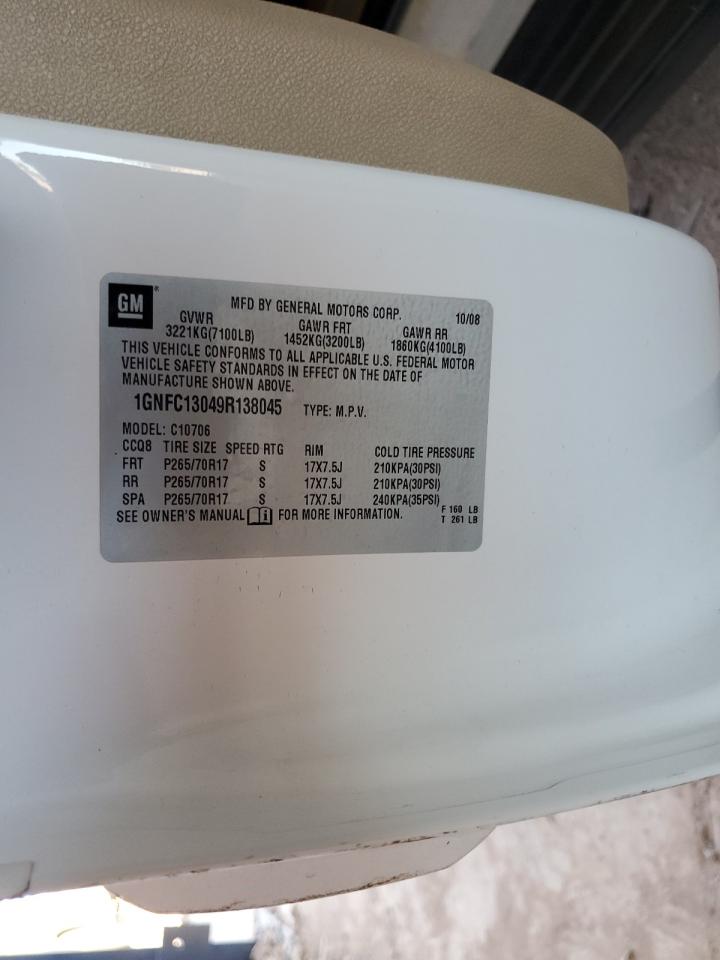 GM ® MFD BY GENERAL MOTORS CORP. 10/08
GVWR GAWR FRT GAWR RR
3221KG(7100LB) 1452KG(3200LB) 1860KG(4100LB)
THIS VEHICLE CONFORMS TO ALL APPLICABLE U.S. FEDERAL MOTOR
VEHICLE SAFETY STANDARDS IN EFFECT ON THE DATE OF
MANUFACTURE SHOWN ABOVE.
1GNFC13049R138045 TYPE: M.P.V.
MODEL: C10706
CCQ8 TIRE SIZE SPEED RTG RIM COLD TIRE PRESSURE
FRT P265/70R17 S 17X7.5J 210KPA(30PSI)
RR P265/70R17 S 17X7.5J 210KPA(30PSI)
SPA P265/70R17 S 17X7.5J 240KPA(35PSI)
SEE OWNER'S MANUAL i FOR MORE INFORMATION. F 160 LB
T 261 LB